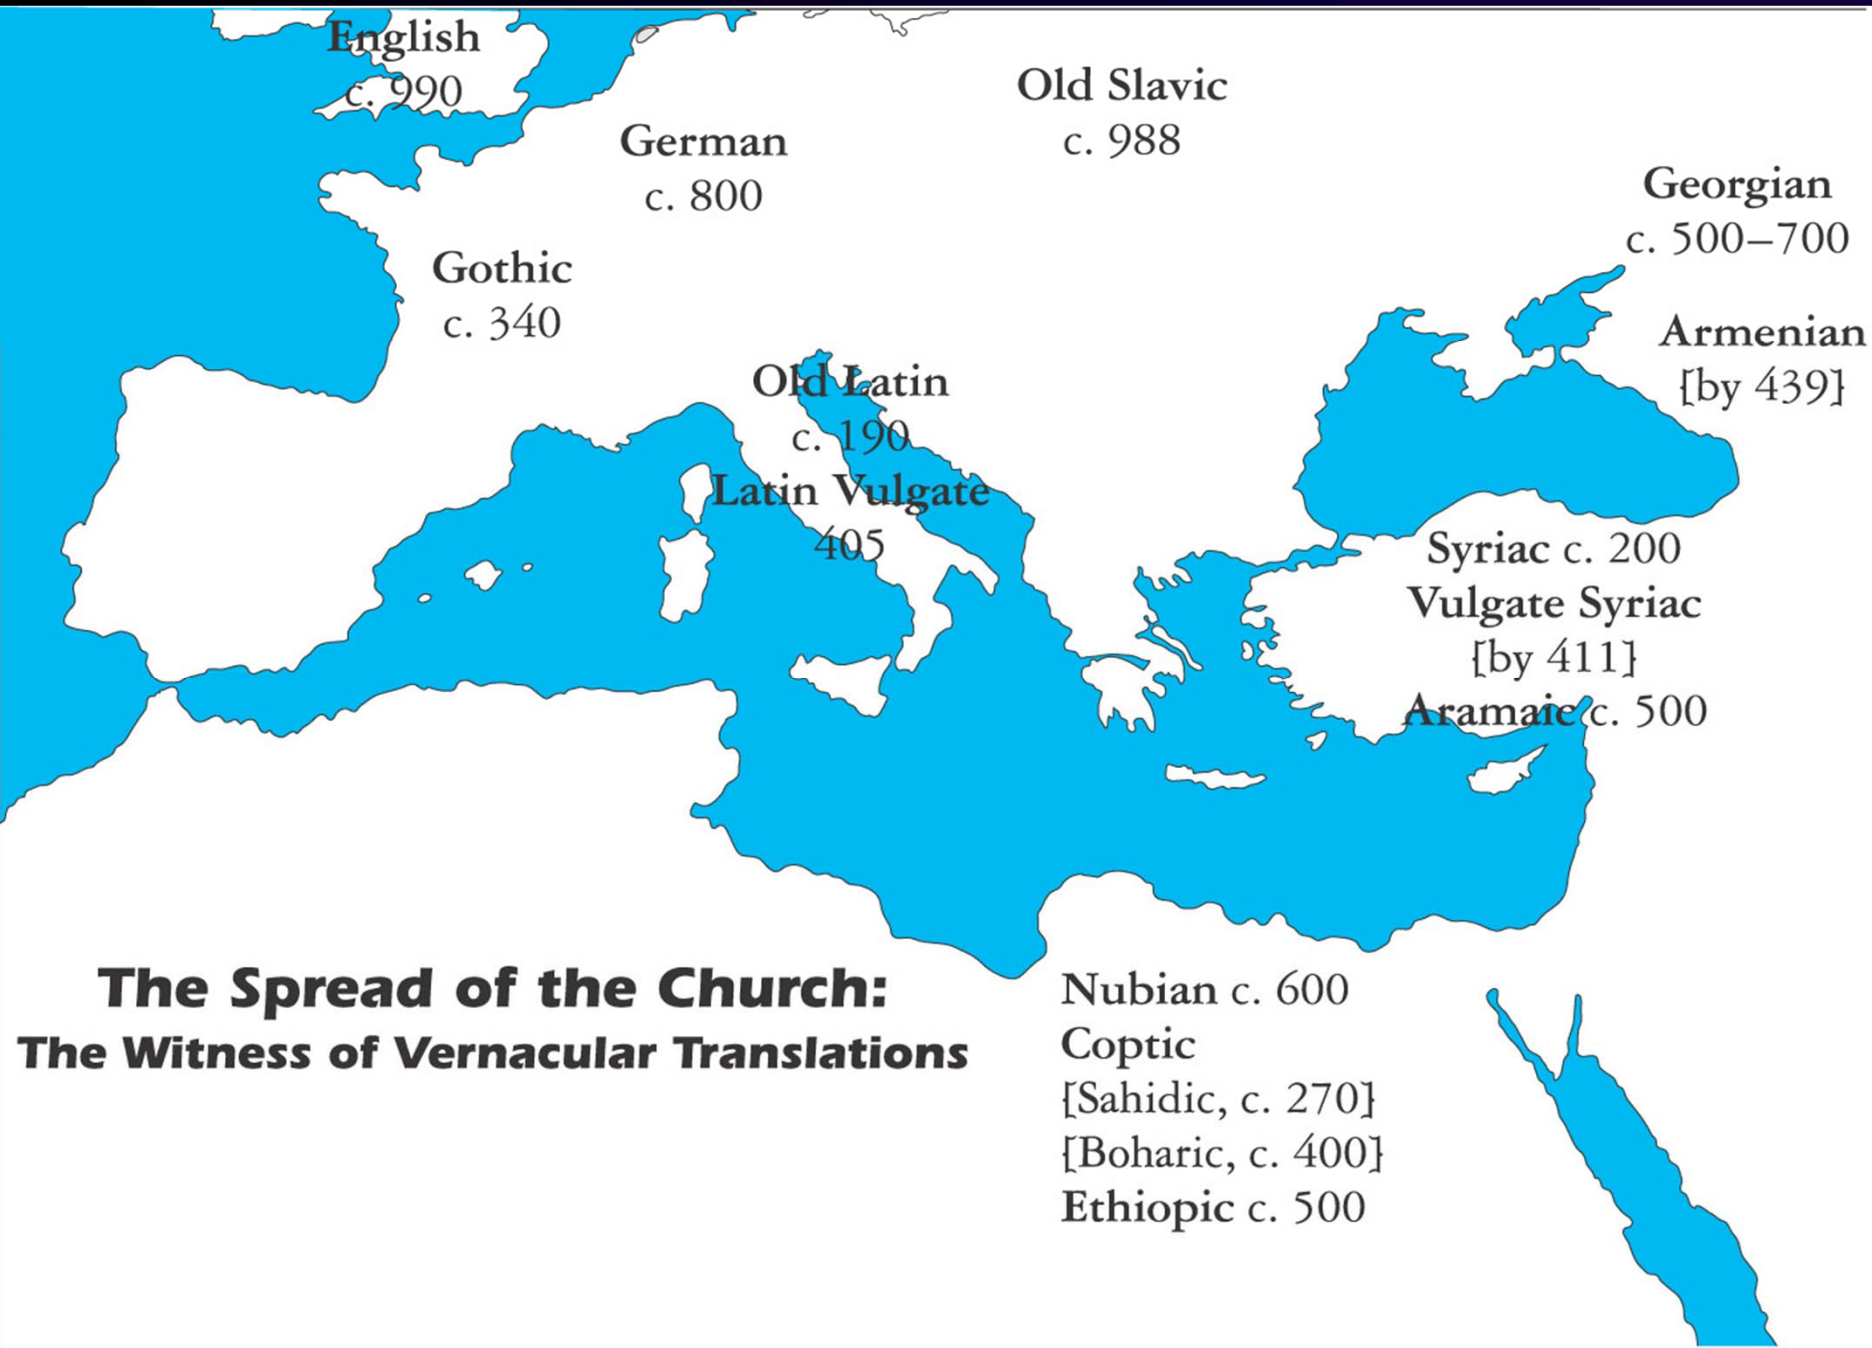 English
c. 990
Old Slavic
c. 988
German
c. 800
Georgian
c. 500–700
Gothic
c. 340
Armenian
[by 439]
Old Latin
c. 190
Latin Vulgate
405
Syriac c. 200
Vulgate Syriac
[by 411]
Aramaic c. 500
The Spread of the Church:
The Witness of Vernacular Translations
Nubian c. 600
Coptic
[Sahidic, c. 270]
[Boharic, c. 400]
Ethiopic c. 500